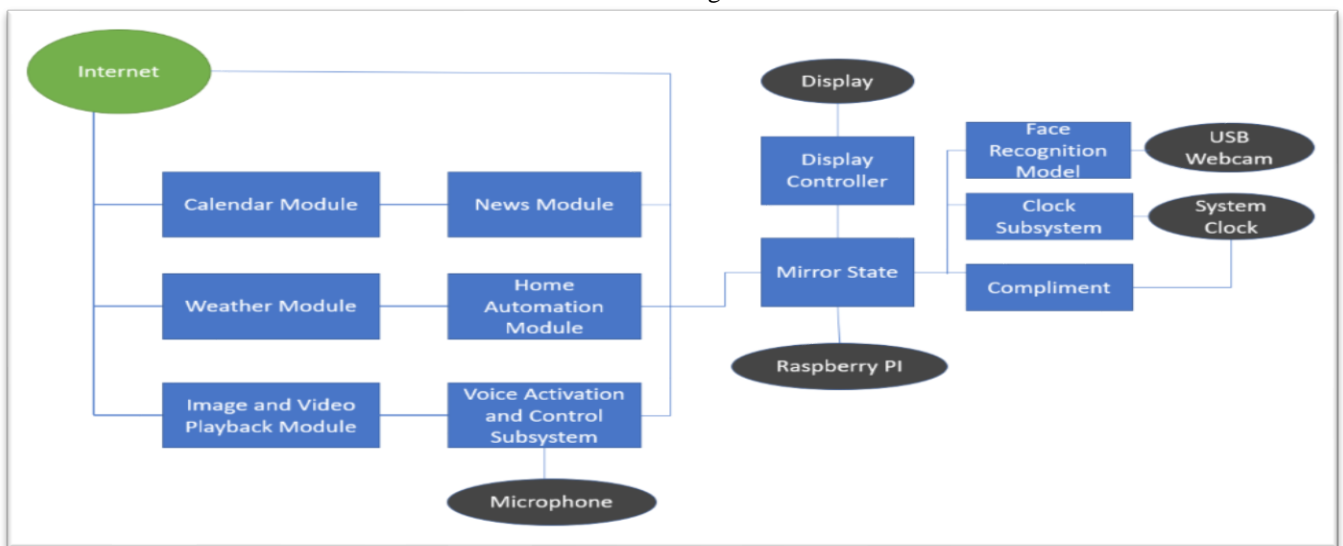 Internet
Display
Face
Recognition
Model
USB
Webcam
Display
Controller
Calendar Module
News Module
Clock
Subsystem
System
Clock
Mirror State
Compliment
Weather Module
Home
Automation
Module
Raspberry PI
Image and Video
Playback Module
Voice Activation
and Control
Subsystem
Microphone